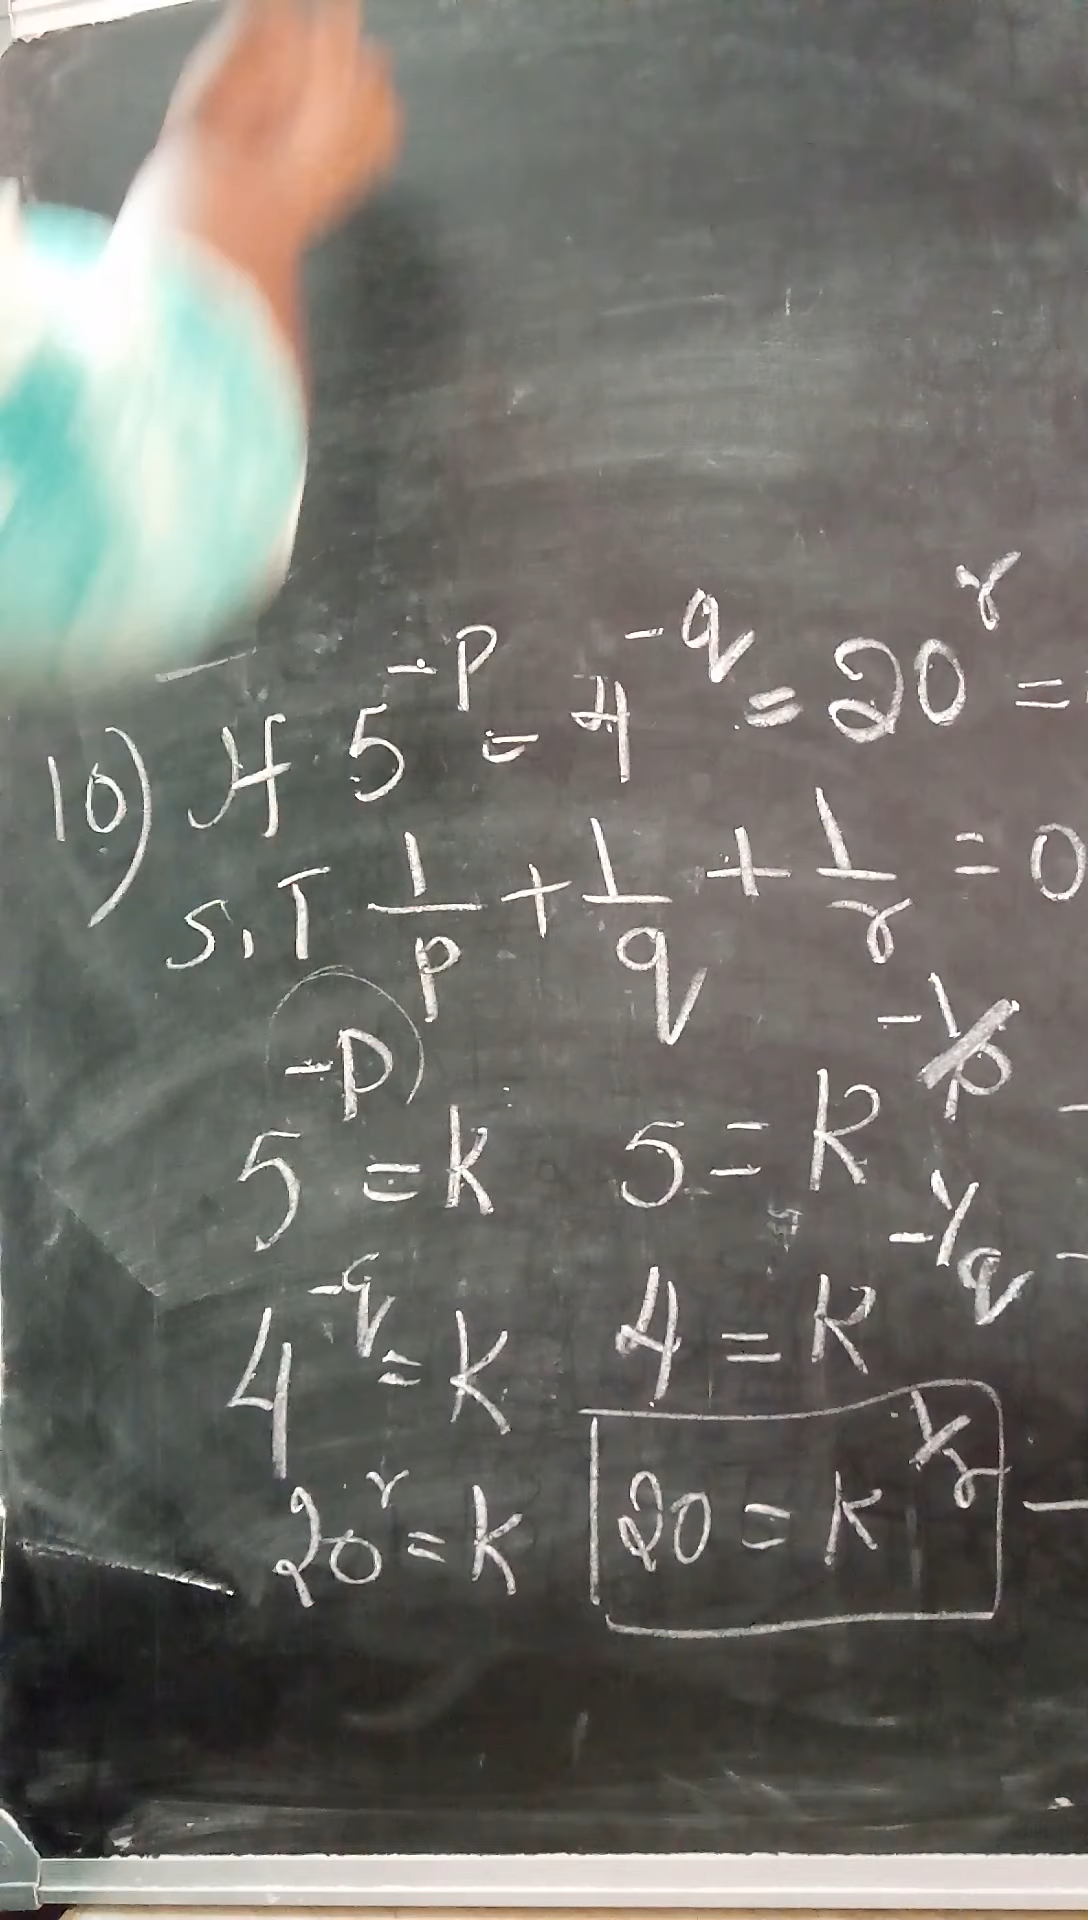 10) If 5^-p = 4^-q = 20^r =
S.T 1/p + 1/q + 1/r = 0
5^-p = k 5 = k^-1/p -
4^-q = k 4 = k^-1/q -
20^r = k 20 = k^1/r -